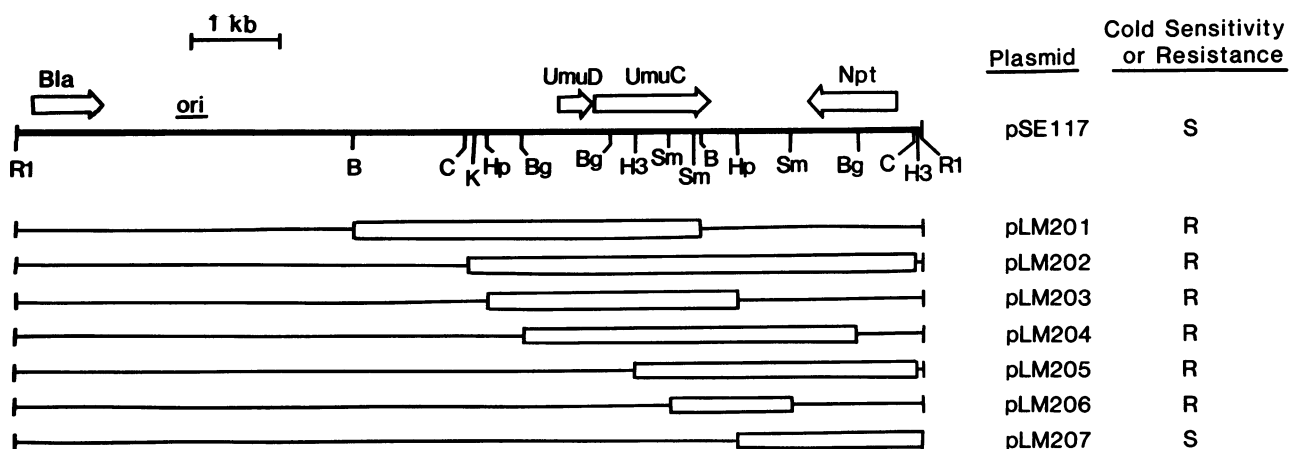 1 kb
Cold Sensitivity
Plasmid or Resistance
Bla UmuD UmuC Npt
ori
pSE117 S
R1 B C K Hp Bg Bg H3 Sm Sm B Hp Sm Bg C H3 R1
pLM201 R
pLM202 R
pLM203 R
pLM204 R
pLM205 R
pLM206 R
pLM207 S